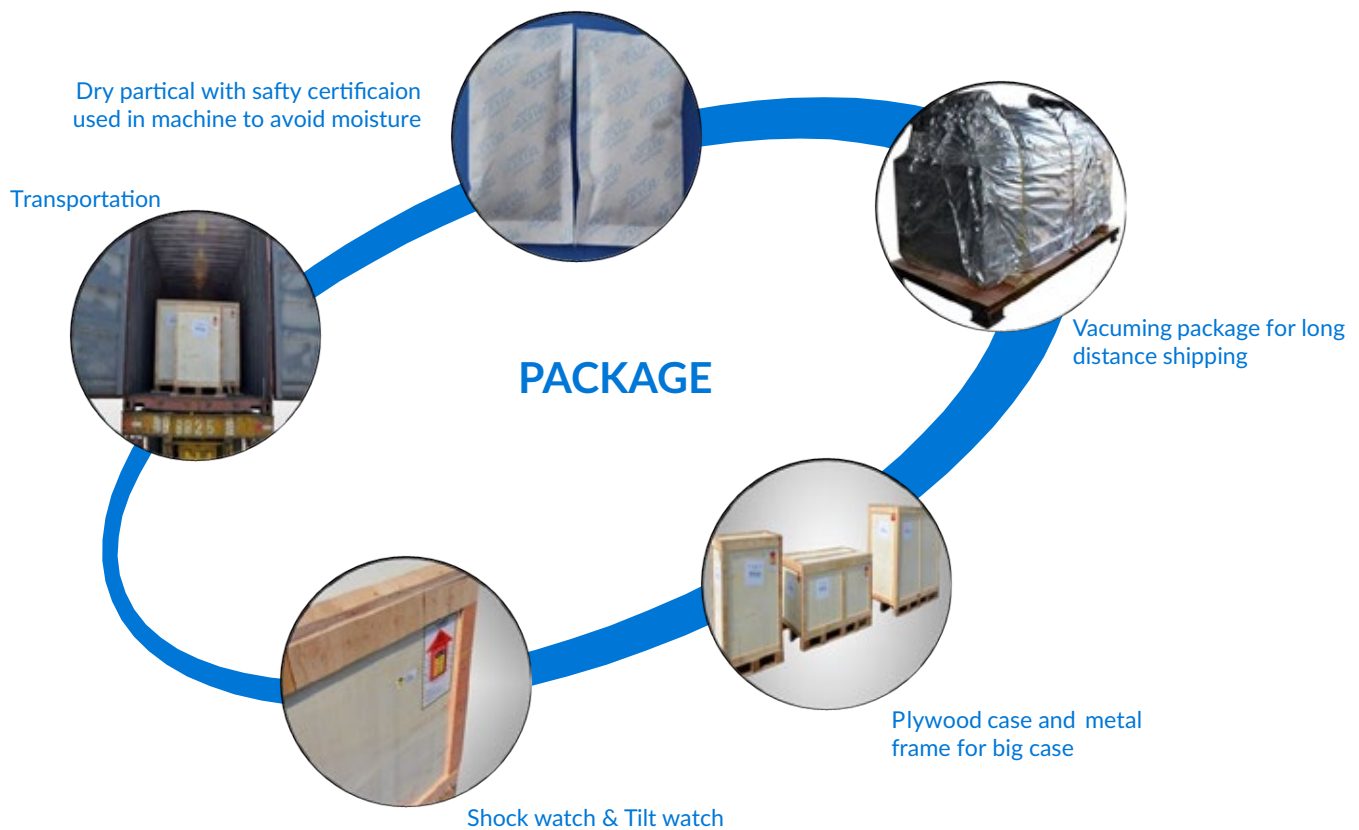 Dry partical with safty certificaion
used in machine to avoid moisture
Transportation
PACKAGE
Vacuming package for long
distance shipping
Plywood case and metal
frame for big case
Shock watch & Tilt watch